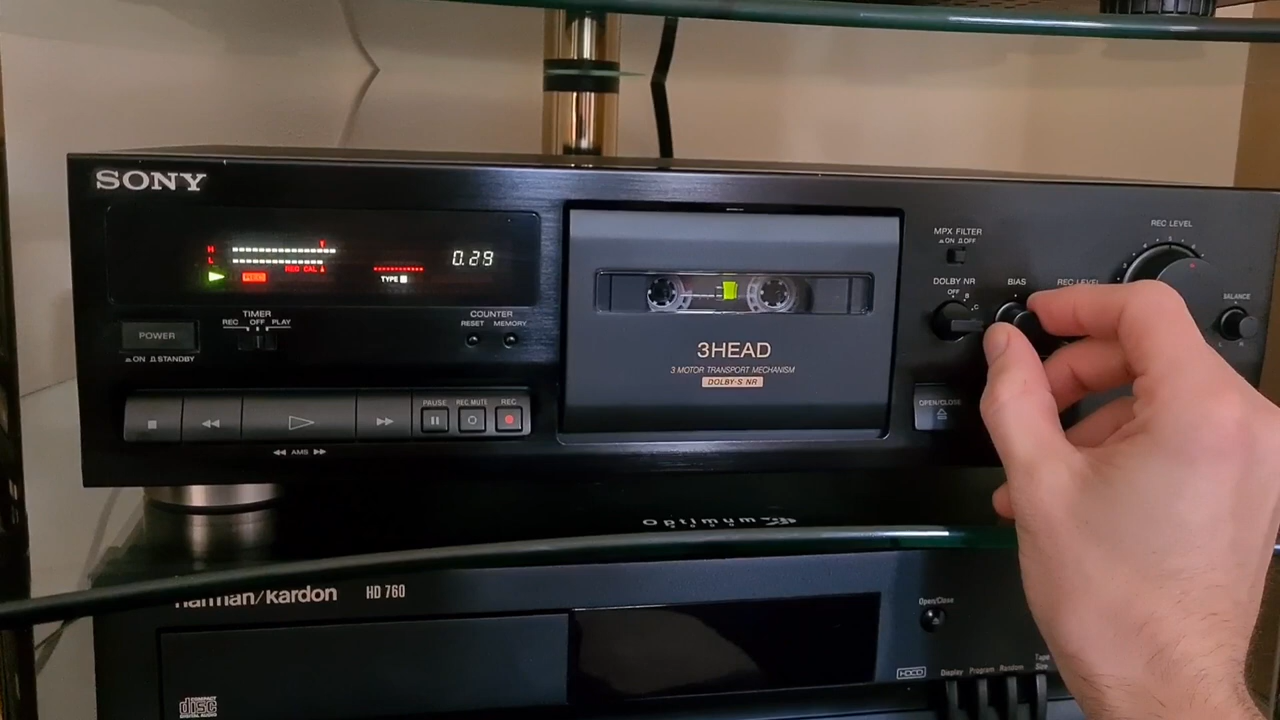 SONY
H
L
REC CAL
TYPE
0.29
POWER
ON STANDBY
TIMER
REC OFF PLAY
COUNTER
RESET MEMORY
PAUSE REC MUTE REC
AMS
3HEAD
3 MOTOR TRANSPORT MECHANISM
DOLBY-S NR
MPX FILTER
ON OFF
DOLBY NR
OFF
B
C
BIAS
REC LEVEL
REC LEVEL
BALANCE
OPEN/CLOSE
Optimum
harman/kardon HD 760
COMPACT
disc
DIGITAL AUDIO
Open/Close
HDCD
Display Program Random Tape
Size